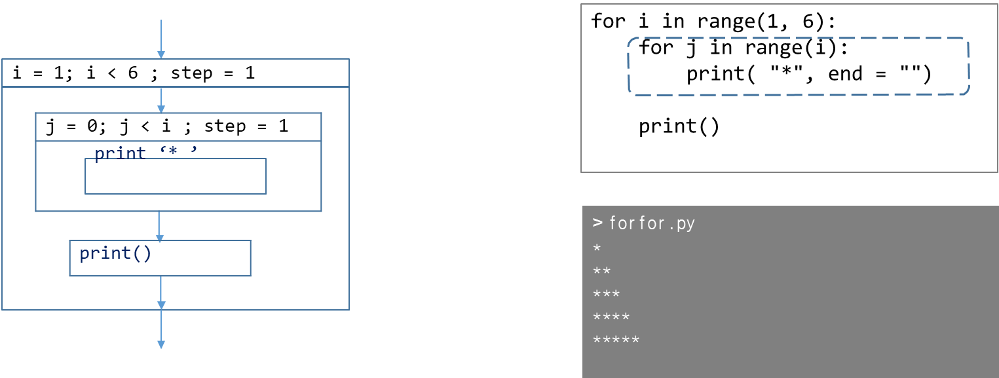 i = 1; i < 6 ; step = 1
j = 0; j < i ; step = 1
print ‘* ’
print()
for i in range(1, 6):
    for j in range(i):
        print( "*", end = "")
    print()
> forfor.py
*
**
***
****
*****